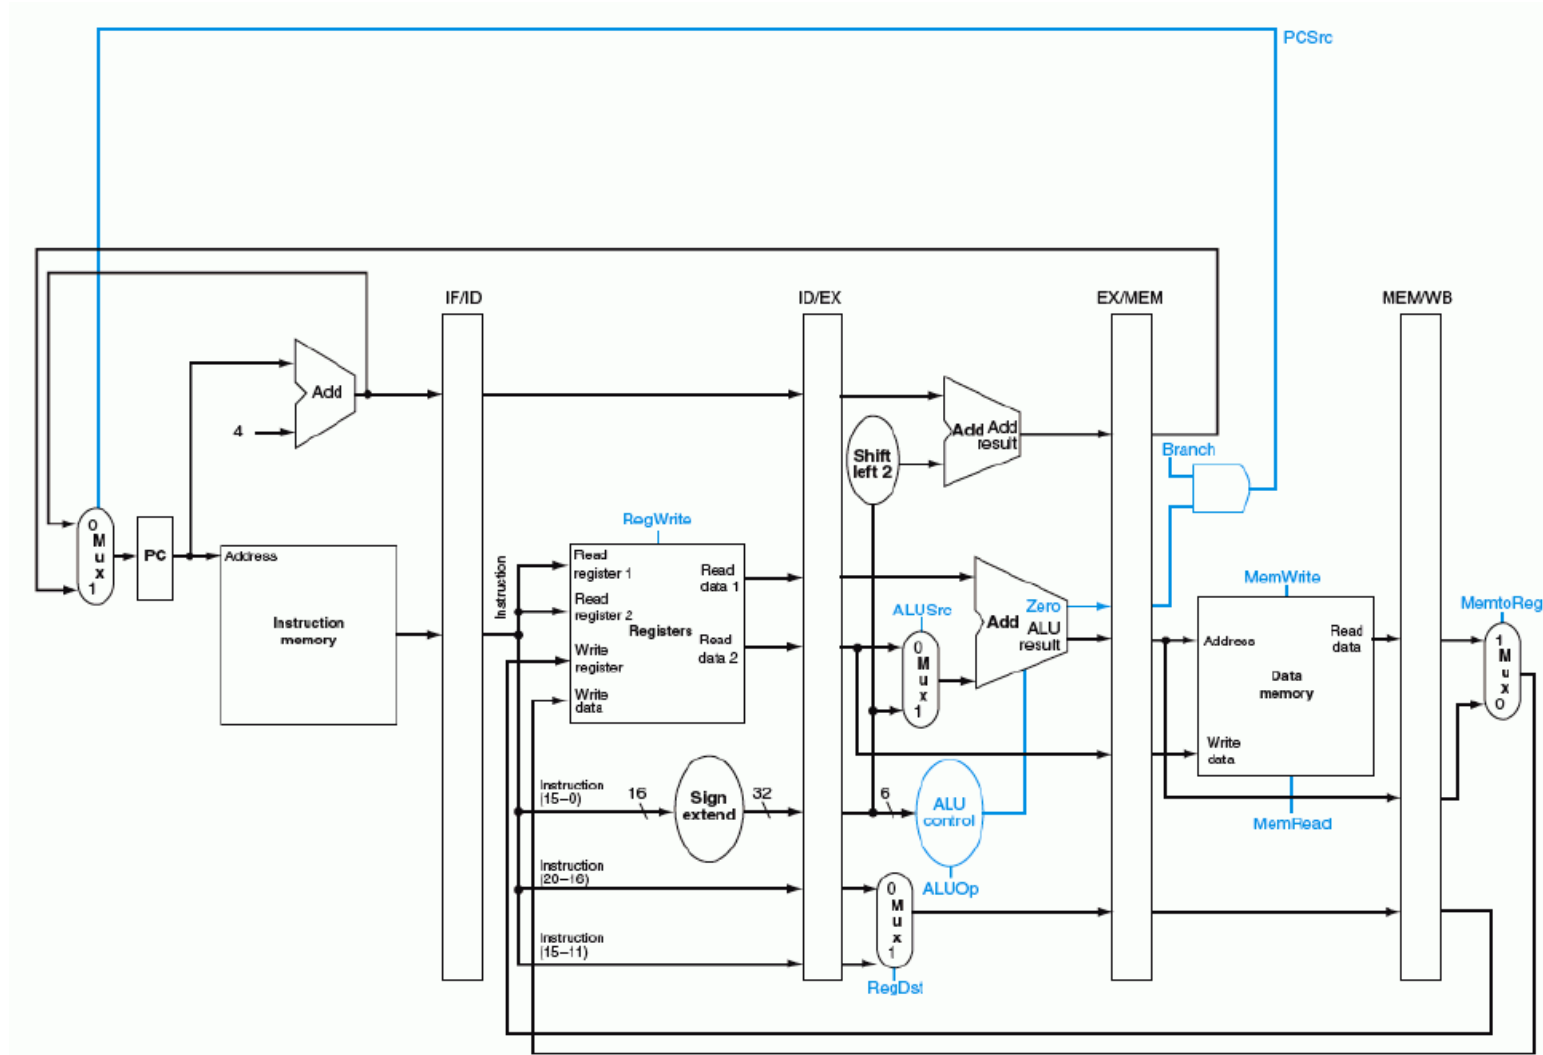 PCSrc
IF/ID
ID/EX
EX/MEM
MEM/WB
Add
4
Shift
left 2
Add Add
result
Branch
0
M
u
x
1
PC
Address
Instruction
memory
Instruction
RegWrite
Read
register 1
Read
register 2
Registers
Write
register
Write
data
Read
data 1
Read
data 2
ALUSrc
0
M
u
x
1
Zero
Add
ALU
result
MemWrite
Address
Read
data
Data
memory
Write
data
MemRead
MemtoReg
1
M
u
x
0
Instruction
(15–0)
16
Sign
extend
32
6
ALU
control
ALUOp
Instruction
(20–16)
Instruction
(15–11)
0
M
u
x
1
RegDst